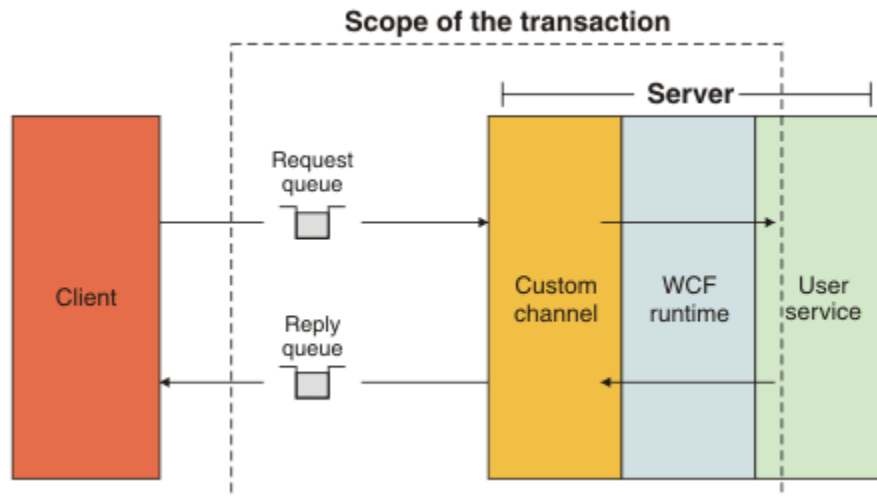 Scope of the transaction
Server
Request
queue
Client
Custom
channel
WCF
runtime
User
service
Reply
queue